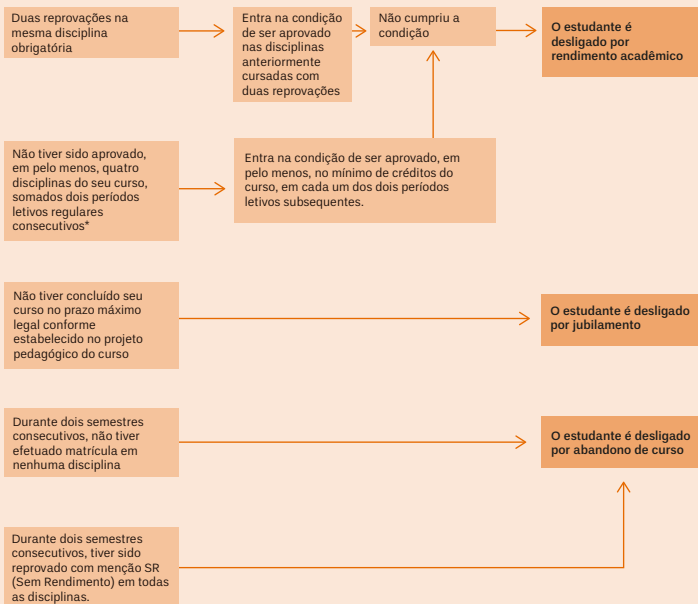 Duas reprovações na
mesma disciplina
obrigatória
Entra na condição
de ser aprovado
nas disciplinas
anteriormente
cursadas com
duas reprovações
Não cumpriu a
condição
O estudante é
desligado por
rendimento acadêmico
Não tiver sido aprovado,
em pelo menos, quatro
disciplinas do seu curso,
somados dois períodos
letivos regulares
consecutivos*
Entra na condição de ser aprovado, em
pelo menos, no mínimo de créditos do
curso, em cada um dos dois períodos
letivos subsequentes.
Não tiver concluído seu
curso no prazo máximo
legal conforme
estabelecido no projeto
pedagógico do curso
O estudante é desligado
por jubilamento
Durante dois semestres
consecutivos, não tiver
efetuado matrícula em
nenhuma disciplina
O estudante é desligado
por abandono de curso
Durante dois semestres
consecutivos, tiver sido
reprovado com menção SR
(Sem Rendimento) em todas
as disciplinas.